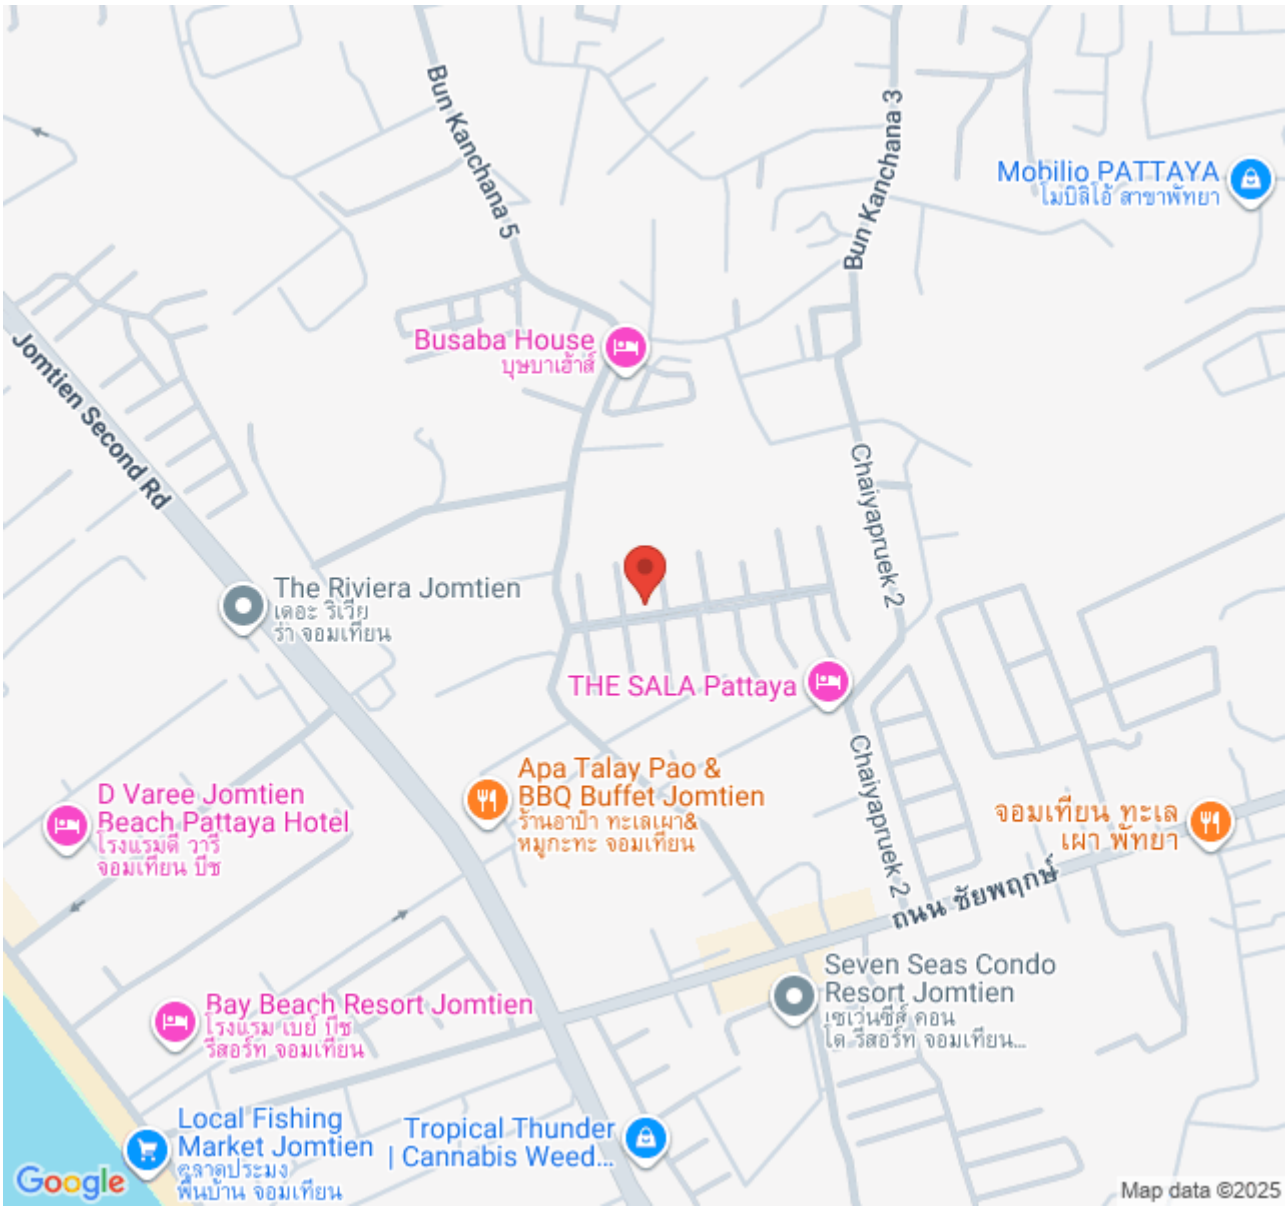 Bun Kanchana 5
Bun Kanchana 3
Mobilio PATTAYA
โมบิลิโอ้ สาขาพัทยา
Jomtien Second Rd
Busaba House
บุษบาเฮ้าส์
Chaiyapruek 2
The Riviera Jomtien
เดอะ ริเวีย
ร่า จอมเทียน
THE SALA Pattaya
Chaiyapruek 2
Apa Talay Pao &
BBQ Buffet Jomtien
ร้านอาป๋า ทะเลเผา&
หมูกะทะ จอมเทียน
D Varee Jomtien
Beach Pattaya Hotel
โรงแรมดี วารี
จอมเทียน บีช
จอมเทียน ทะเล
เผา พัทยา
ถนน ชัยพฤกษ์
Seven Seas Condo
Resort Jomtien
เซเว่นซีส์ คอน
โด รีสอร์ท จอมเทียน...
Bay Beach Resort Jomtien
โรงแรม เบย์ บีช
รีสอร์ท จอมเทียน
Local Fishing
Market Jomtien
ตลาดประมง
พื้นบ้าน จอมเทียน
Tropical Thunder
| Cannabis Weed...
Google
Map data ©2025